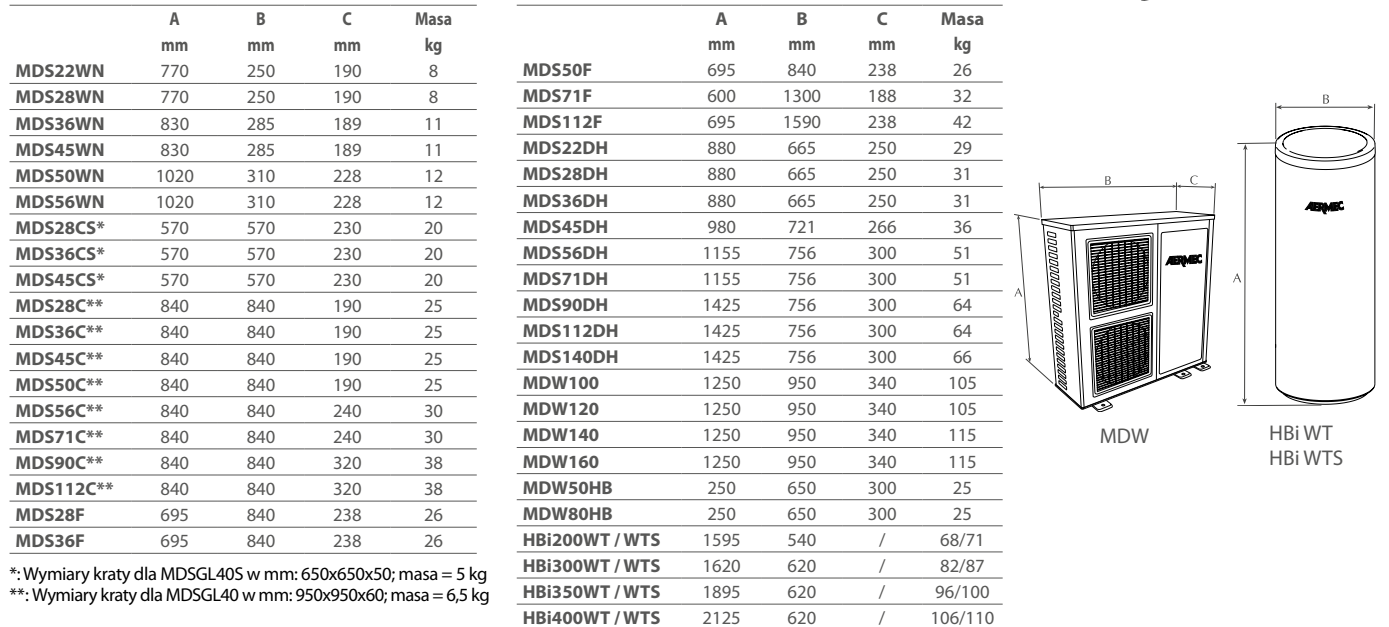 A B C Masa
mm mm mm kg
MDS22WN 770 250 190 8
MDS28WN 770 250 190 8
MDS36WN 830 285 189 11
MDS45WN 830 285 189 11
MDS50WN 1020 310 228 12
MDS56WN 1020 310 228 12
MDS28CS* 570 570 230 20
MDS36CS* 570 570 230 20
MDS45CS* 570 570 230 20
MDS28C** 840 840 190 25
MDS36C** 840 840 190 25
MDS45C** 840 840 190 25
MDS50C** 840 840 190 25
MDS56C** 840 840 240 30
MDS71C** 840 840 240 30
MDS90C** 840 840 320 38
MDS112C** 840 840 320 38
MDS28F 695 840 238 26
MDS36F 695 840 238 26
*: Wymiary kraty dla MDSGL40S w mm: 650x650x50; masa = 5 kg
**: Wymiary kraty dla MDSGL40 w mm: 950x950x60; masa = 6,5 kg
A B C Masa
mm mm mm kg
MDS50F 695 840 238 26
MDS71F 600 1300 188 32
MDS112F 695 1590 238 42
MDS22DH 880 665 250 29
MDS28DH 880 665 250 31
MDS36DH 880 665 250 31
MDS45DH 980 721 266 36
MDS56DH 1155 756 300 51
MDS71DH 1155 756 300 51
MDS90DH 1425 756 300 64
MDS112DH 1425 756 300 64
MDS140DH 1425 756 300 66
MDW100 1250 950 340 105
MDW120 1250 950 340 105
MDW140 1250 950 340 115
MDW160 1250 950 340 115
MDW50HB 250 650 300 25
MDW80HB 250 650 300 25
HBi200WT / WTS 1595 540 / 68/71
HBi300WT / WTS 1620 620 / 82/87
HBi350WT / WTS 1895 620 / 96/100
HBi400WT / WTS 2125 620 / 106/110
B C
A
AERMEC
MDW
B
A
AERMEC
HBi WT
HBi WTS